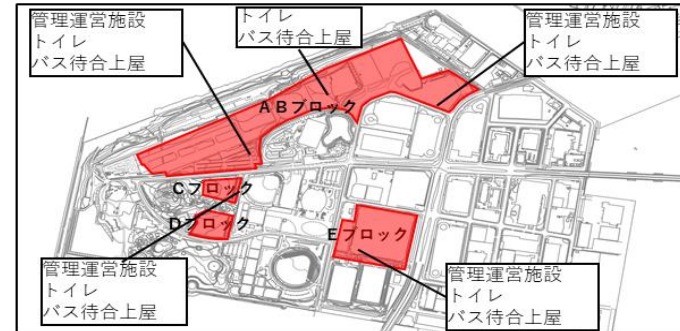 管理運営施設
トイレ
バス待合上屋
トイレ
バス待合上屋
管理運営施設
トイレ
バス待合上屋
ABブロック
Cブロック
Dブロック
Eブロック
管理運営施設
トイレ
バス待合上屋
管理運営施設
トイレ
バス待合上屋